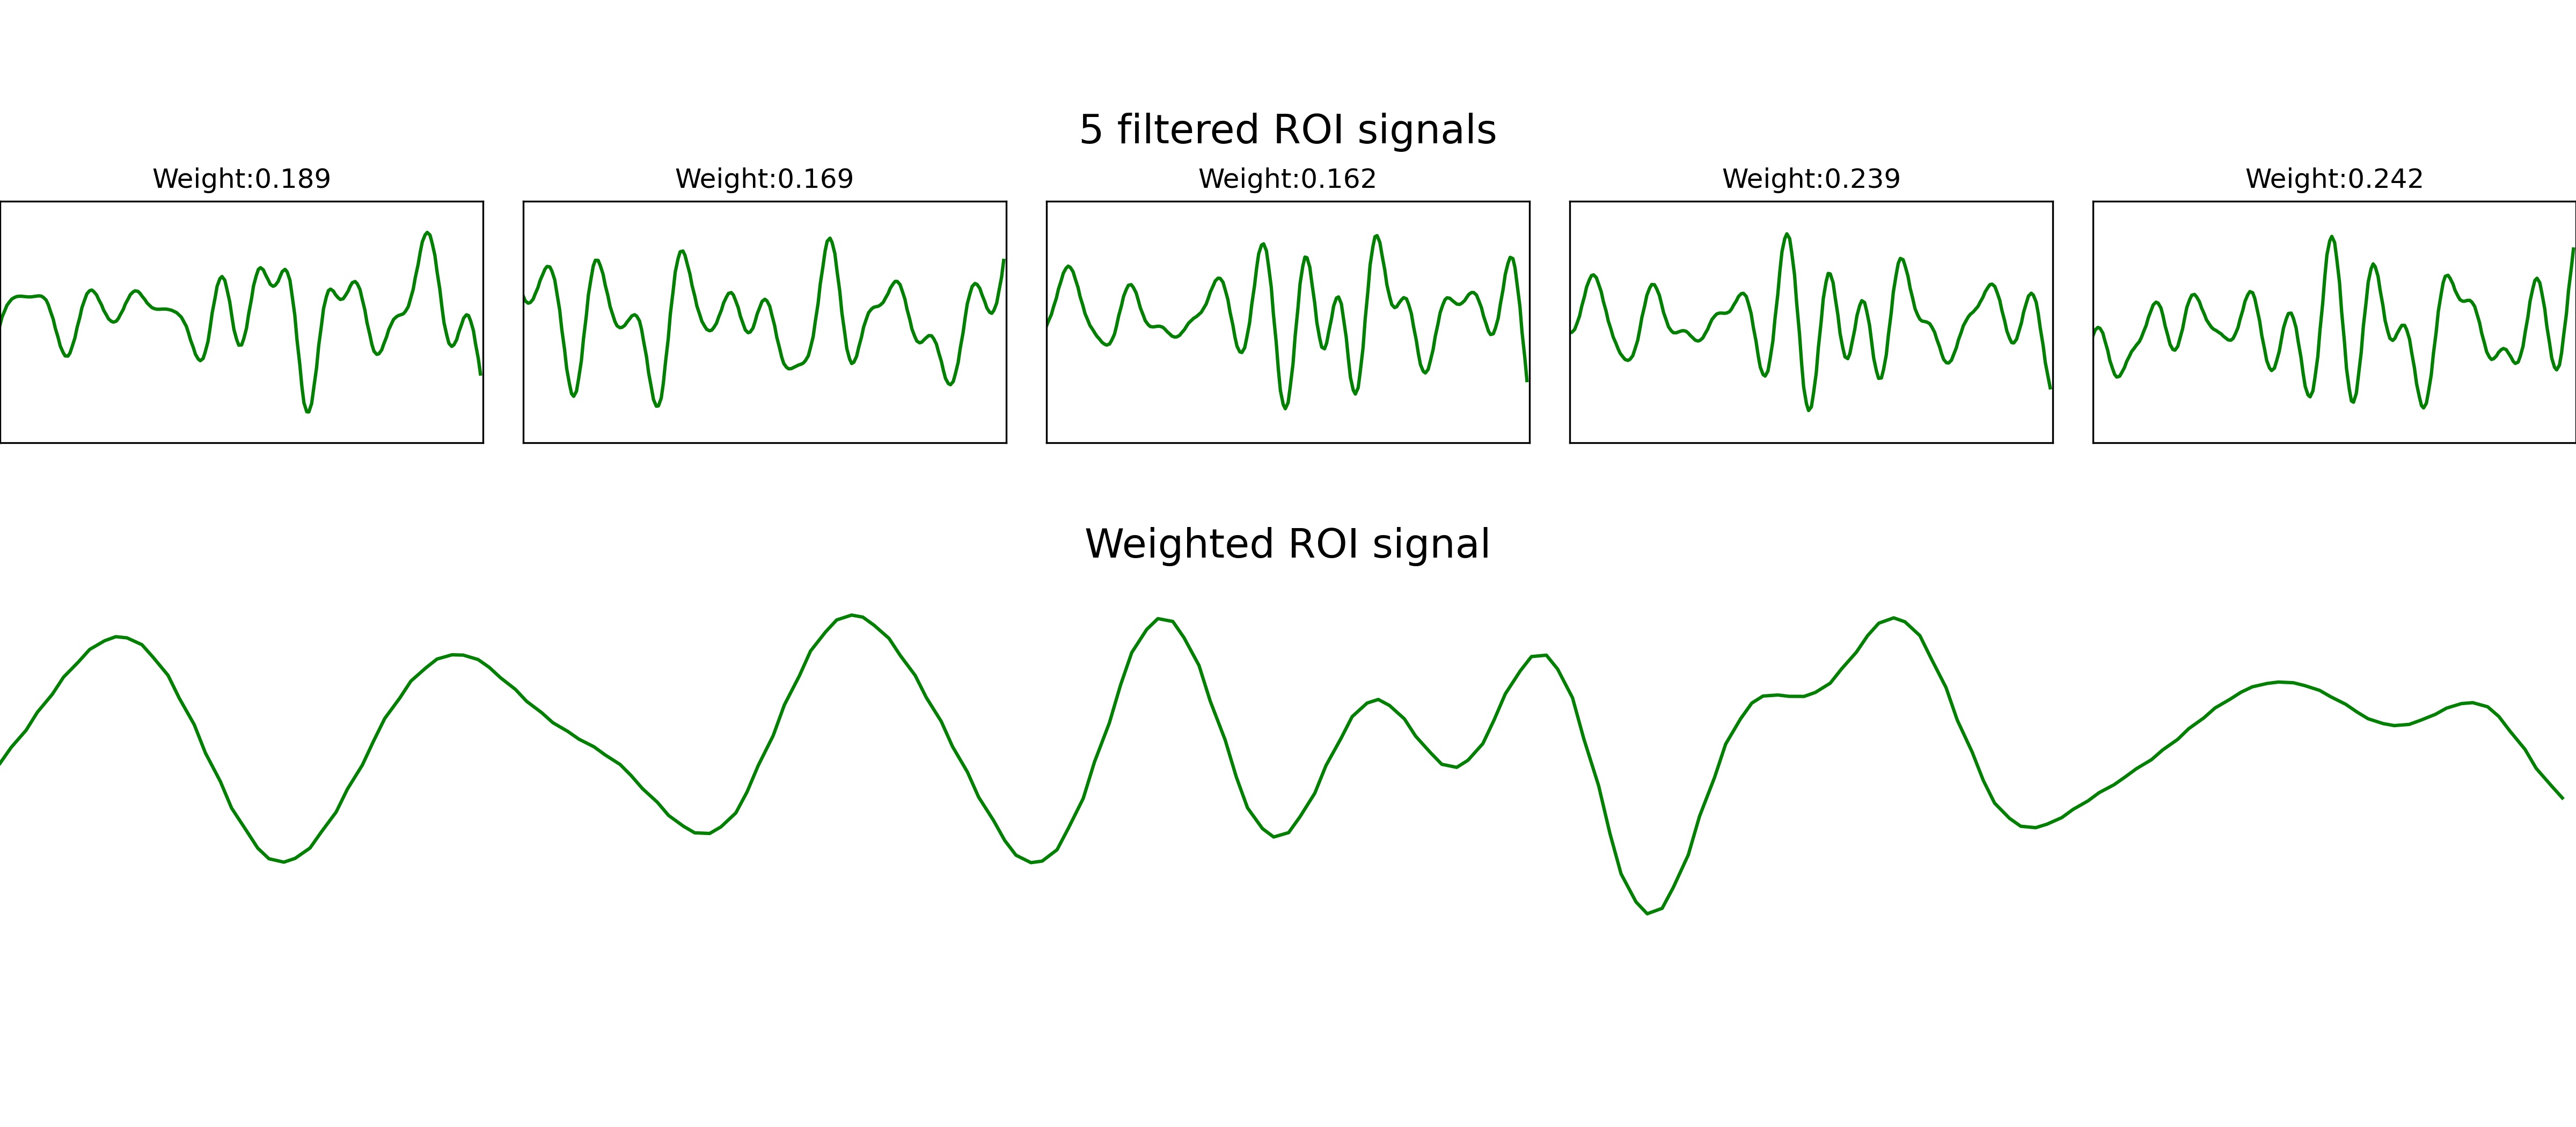 5 filtered ROI signals
Weight:0.189
Weight:0.169
Weight:0.162
Weight:0.239
Weight:0.242
Weighted ROI signal